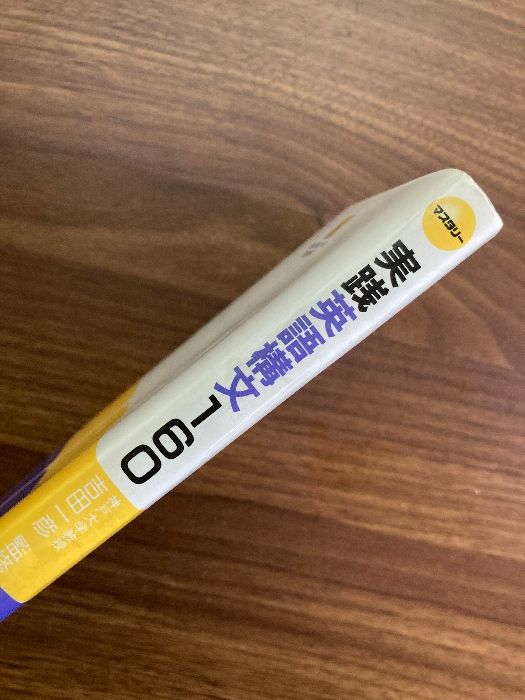 マスタリー
実践英語構文160
神戸大学教授
吉田一彦 監修